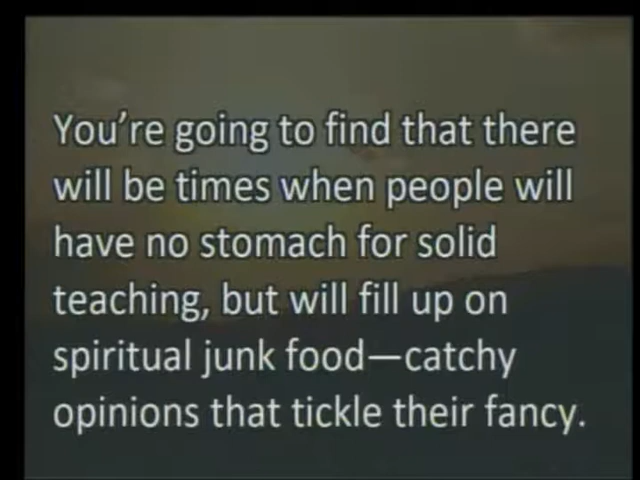 You're going to find that there
will be times when people will
have no stomach for solid
teaching, but will fill up on
spiritual junk food—catchy
opinions that tickle their fancy.